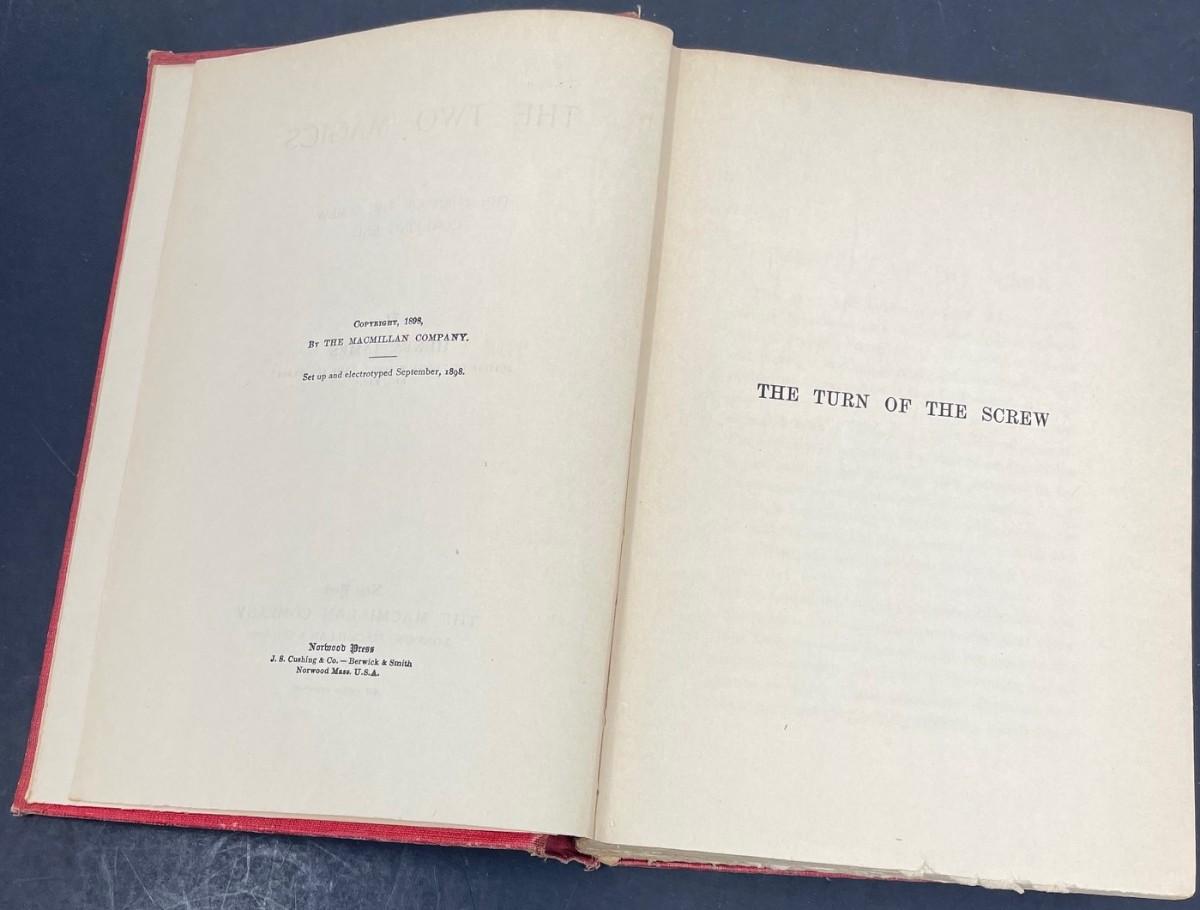 COPYRIGHT, 1898,
BY THE MACMILLAN COMPANY.
Set up and electrotyped September, 1898.
Norwood Press
J. S. Cushing & Co. — Berwick & Smith
Norwood Mass. U.S.A.
THE TURN OF THE SCREW